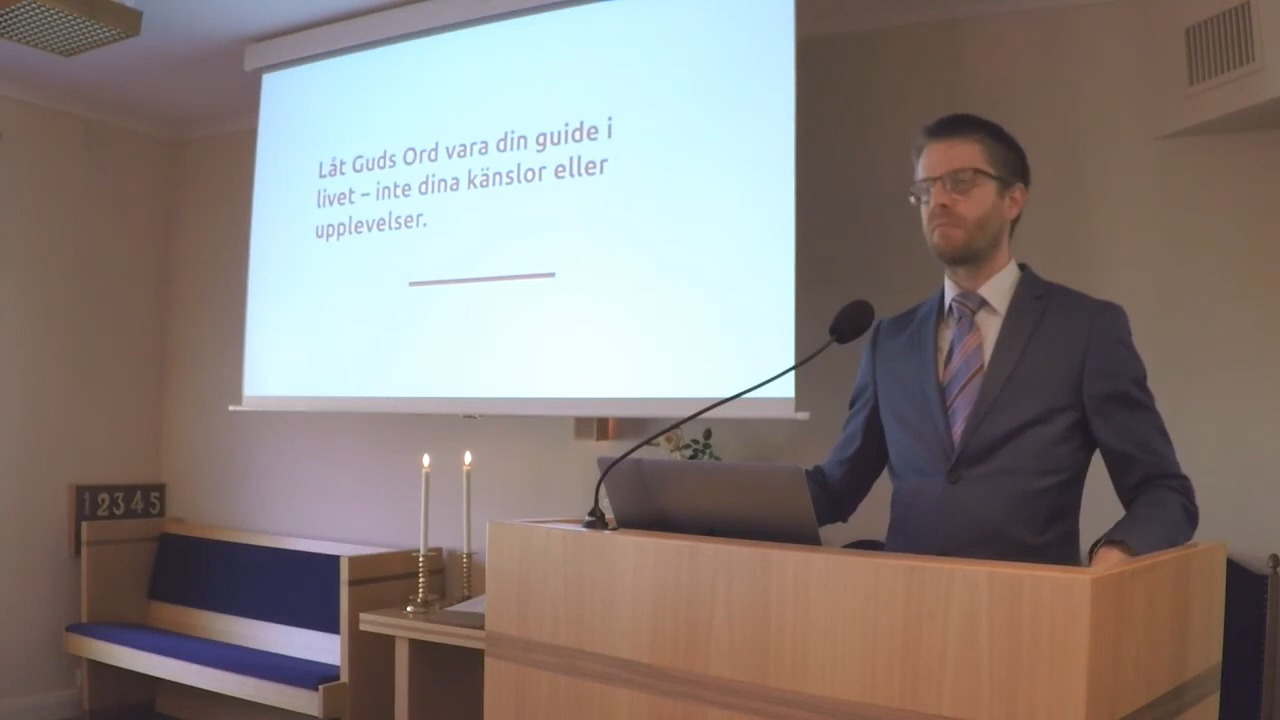 Låt Guds Ord vara din guide i
livet – inte dina känslor eller
upplevelser.
12345